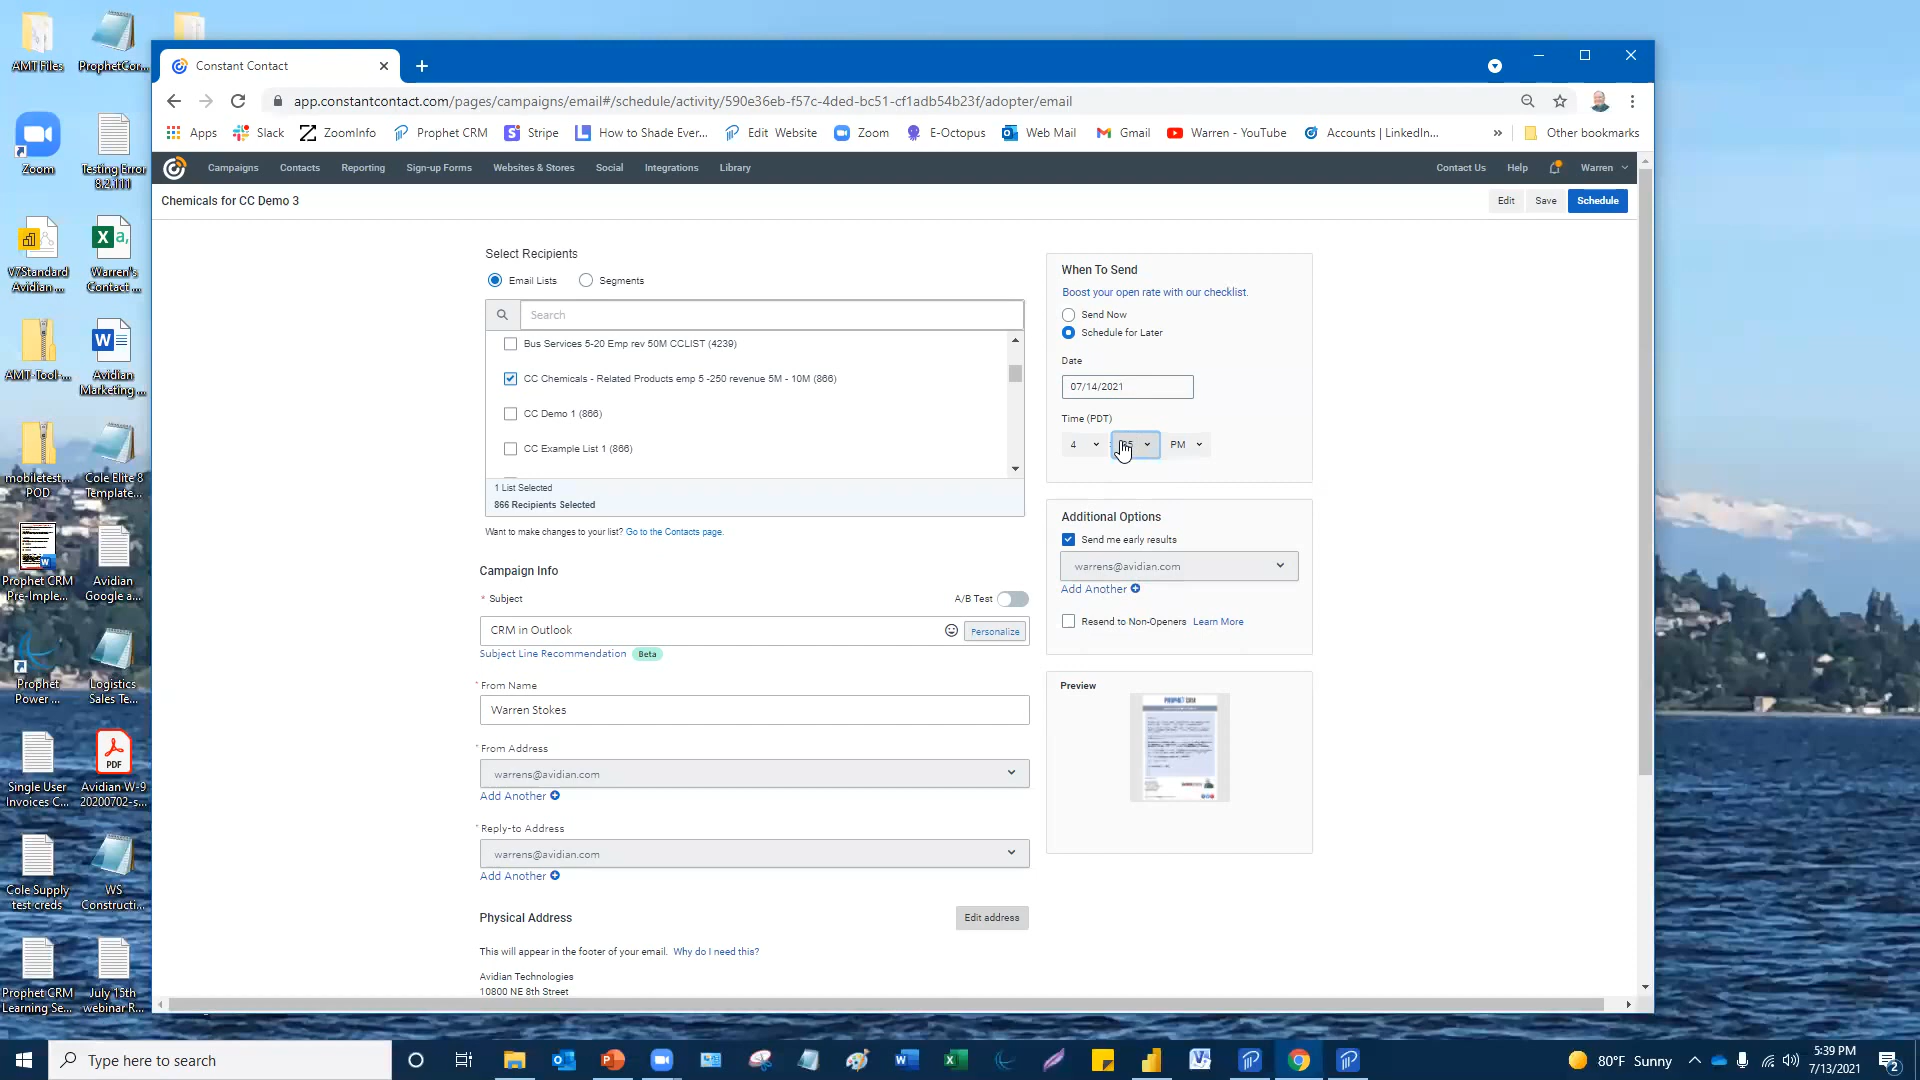 AMT Files
ProphetCor...
Zoom
Testing Error
8.2.111
V7Standard
Avidian ...
Warren's
Contact ...
AMT-Tool-...
Avidian
Marketing...
mobiletest...
POD
Cole Elite 8
Template...
Prophet CRM
Pre-Imple...
Avidian
Google a...
Prophet
Power ...
Logistics
Sales Te...
Single User
Invoices C...
PDF
Avidian W-9
20200702-s...
Cole Supply
test creds
WS
Constructi...
Prophet CRM
Learning Se...
July 15th
webinar R...
Constant Contact
app.constantcontact.com/pages/campaigns/email#/schedule/activity/590e36eb-f57c-4ded-bc51-cf1adb54b23f/adopter/email
Apps Slack ZoomInfo Prophet CRM Stripe How to Shade Ever... Edit Website Zoom E-Octopus Web Mail Gmail Warren - YouTube Accounts | LinkedIn... » Other bookmarks
Campaigns Contacts Reporting Sign-up Forms Websites & Stores Social Integrations Library Contact Us Help Warren
Chemicals for CC Demo 3 Edit Save Schedule
Select Recipients
Email Lists Segments
Search
Bus Services 5-20 Emp rev 50M CCLIST (4239)
CC Chemicals - Related Products emp 5 -250 revenue 5M - 10M (866)
CC Demo 1 (866)
CC Example List 1 (866)
1 List Selected
866 Recipients Selected
Want to make changes to your list? Go to the Contacts page.
Campaign Info
* Subject A/B Test
CRM in Outlook Personalize
Subject Line Recommendation Beta
* From Name
Warren Stokes
* From Address
warrens@avidian.com
Add Another
* Reply-to Address
warrens@avidian.com
Add Another
Physical Address Edit address
This will appear in the footer of your email. Why do I need this?
Avidian Technologies
10800 NE 8th Street
When To Send
Boost your open rate with our checklist.
Send Now
Schedule for Later
Date
07/14/2021
Time (PDT)
4 : PM
Additional Options
Send me early results
warrens@avidian.com
Add Another
Resend to Non-Openers Learn More
Preview
PROPHET CRM
Type here to search
80°F Sunny
5:39 PM
7/13/2021
2